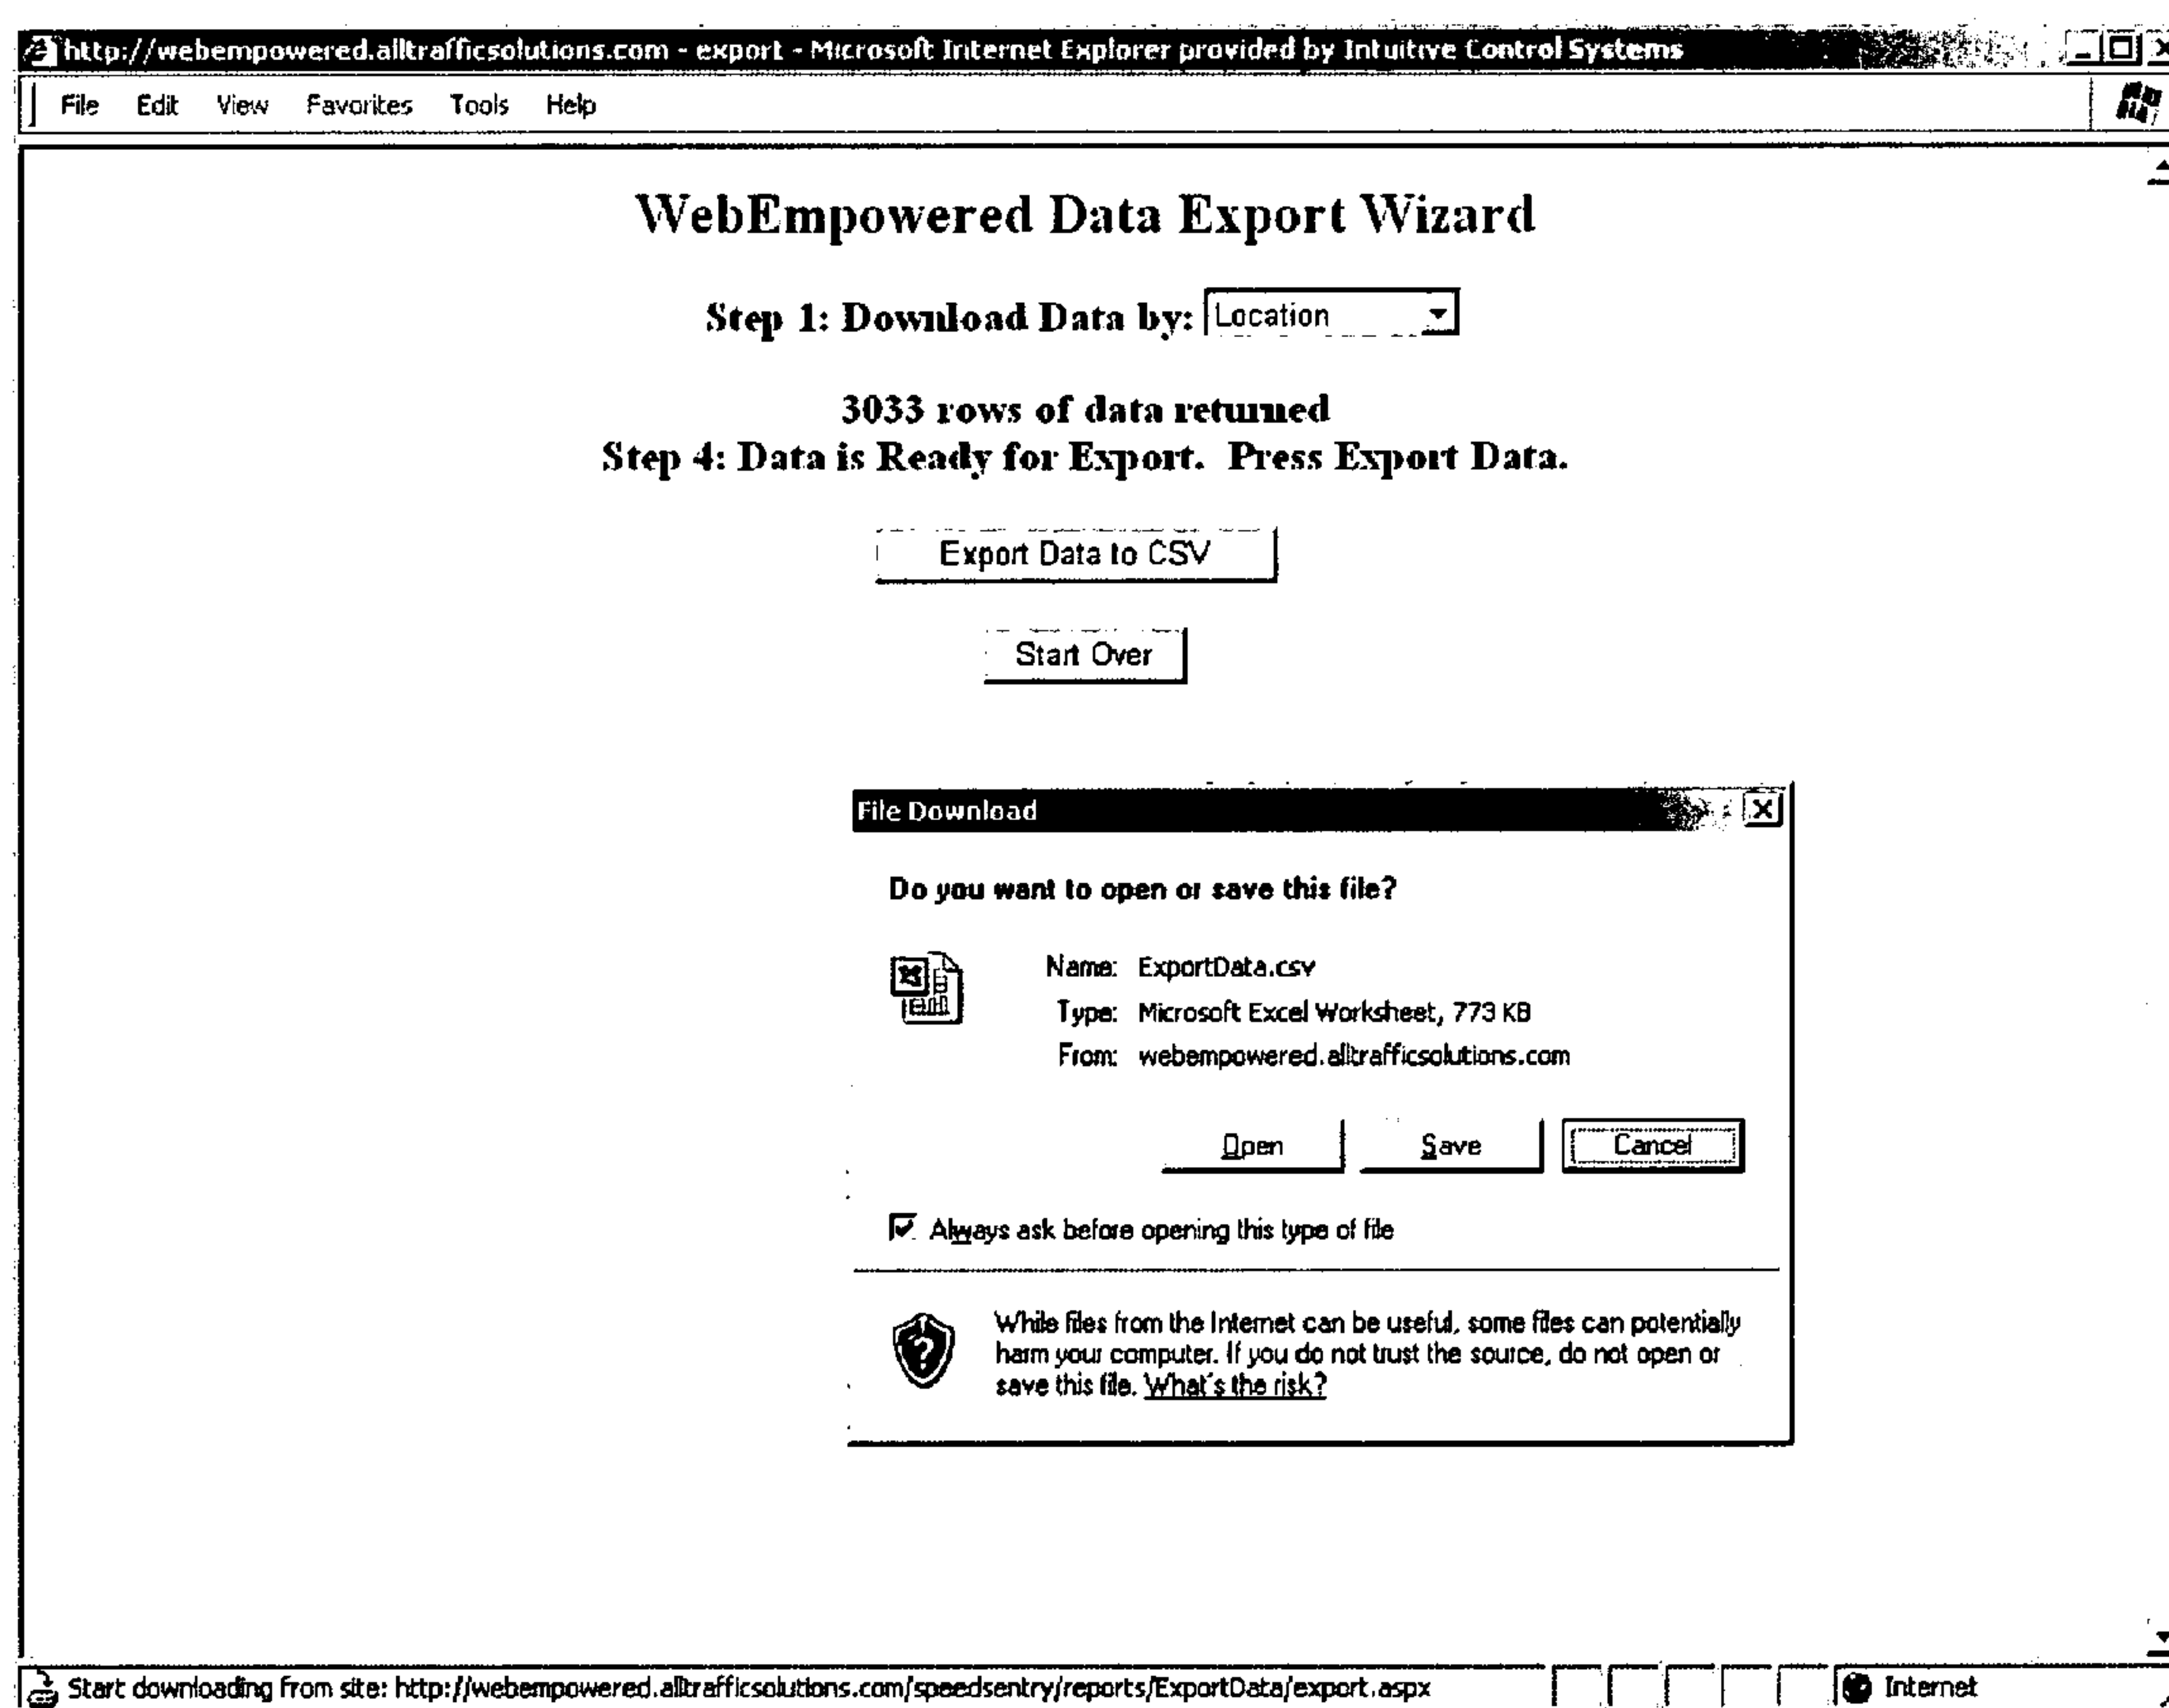 http://webempowered.alltrafficsolutions.com - export - Microsoft Internet Explorer provided by Intuitive Control Systems
File Edit View Favorites Tools Help
WebEmpowered Data Export Wizard
Step 1: Download Data by: Location
3033 rows of data returned
Step 4: Data is Ready for Export. Press Export Data.
Export Data to CSV
Start Over
File Download
Do you want to open or save this file?
Name: ExportData.csv
Type: Microsoft Excel Worksheet, 773 KB
From: webempowered.alltrafficsolutions.com
Open Save Cancel
Always ask before opening this type of file
While files from the Internet can be useful, some files can potentially
harm your computer. If you do not trust the source, do not open or
save this file. What's the risk?
Start downloading from site: http://webempowered.alltrafficsolutions.com/speedsentry/reports/ExportData/export.aspx Internet